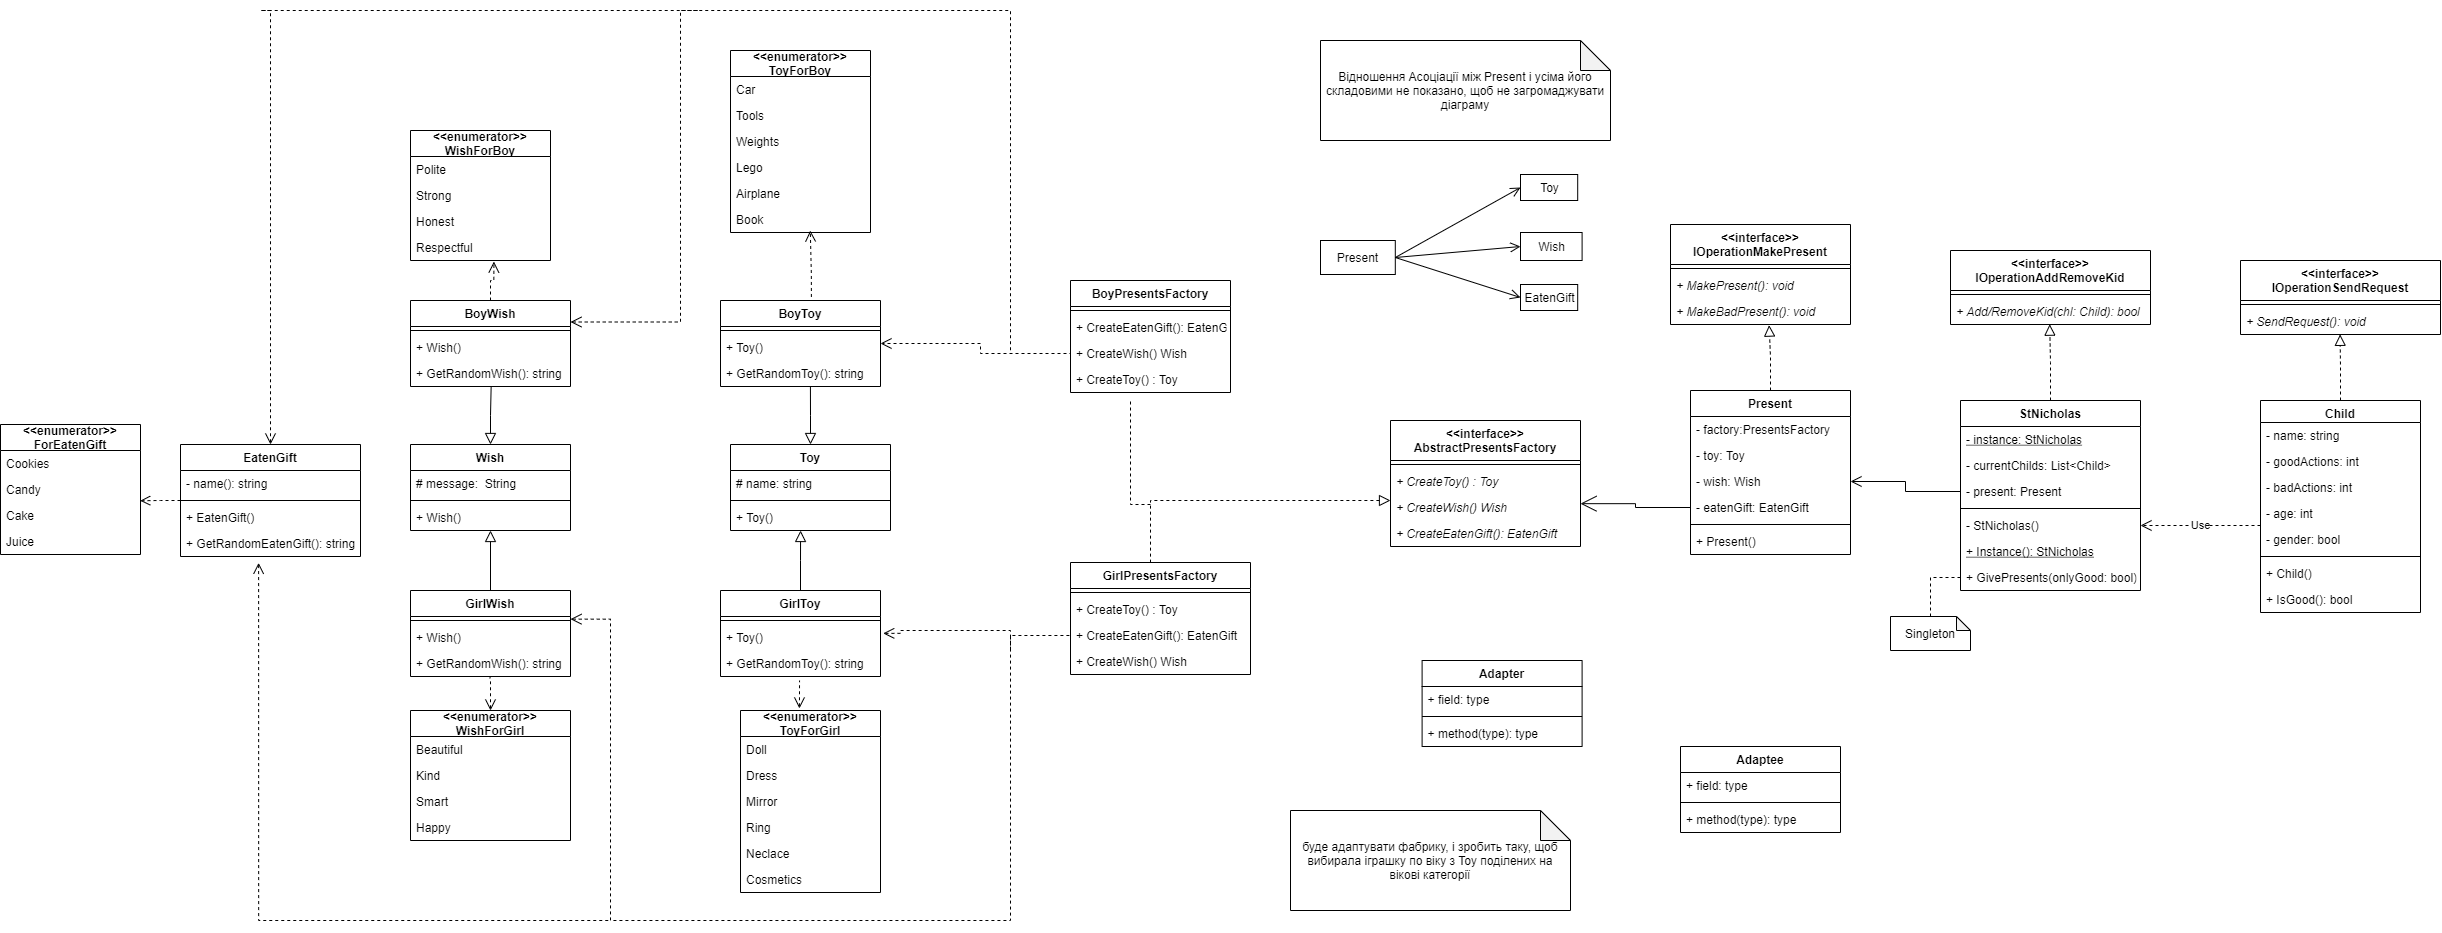 <<enumerator>>
ToyForBoy
Car
Tools
Weights
Lego
Airplane
Book
<<enumerator>>
WishForBoy
Polite
Strong
Honest
Respectful
BoyWish
+ Wish()
+ GetRandomWish(): string
BoyToy
+ Toy()
+ GetRandomToy(): string
BoyPresentsFactory
+ CreateEatenGift(): EatenG
+ CreateWish() Wish
+ CreateToy() : Toy
<<enumerator>>
ForEatenGift
Cookies
Candy
Cake
Juice
EatenGift
- name(): string
+ EatenGift()
+ GetRandomEatenGift(): string
Wish
# message:  String
+ Wish()
Toy
# name: string
+ Toy()
GirlWish
+ Wish()
+ GetRandomWish(): string
GirlToy
+ Toy()
+ GetRandomToy(): string
GirlPresentsFactory
+ CreateToy() : Toy
+ CreateEatenGift(): EatenGift
+ CreateWish() Wish
<<enumerator>>
WishForGirl
Beautiful
Kind
Smart
Happy
<<enumerator>>
ToyForGirl
Doll
Dress
Mirror
Ring
Neclace
Cosmetics
Відношення Асоціації між Present і усіма його
складовими не показано, щоб не загромаджувати
діаграму
Present
Toy
Wish
EatenGift
<<interface>>
IOperationMakePresent
+ MakePresent(): void
+ MakeBadPresent(): void
<<interface>>
IOperationAddRemoveKid
+ Add/RemoveKid(chl: Child): bool
<<interface>>
IOperationSendRequest
+ SendRequest(): void
<<interface>>
AbstractPresentsFactory
+ CreateToy() : Toy
+ CreateWish() Wish
+ CreateEatenGift(): EatenGift
Present
- factory:PresentsFactory
- toy: Toy
- wish: Wish
- eatenGift: EatenGift
+ Present()
StNicholas
- instance: StNicholas
- currentChilds: List<Child>
- present: Present
- StNicholas()
+ Instance(): StNicholas
+ GivePresents(onlyGood: bool)
Use
Child
- name: string
- goodActions: int
- badActions: int
- age: int
- gender: bool
+ Child()
+ IsGood(): bool
Singleton
Adapter
+ field: type
+ method(type): type
Adaptee
+ field: type
+ method(type): type
буде адаптувати фабрику, і зробить таку, щоб
вибирала іграшку по віку з Toy поділених на
вікові категорії